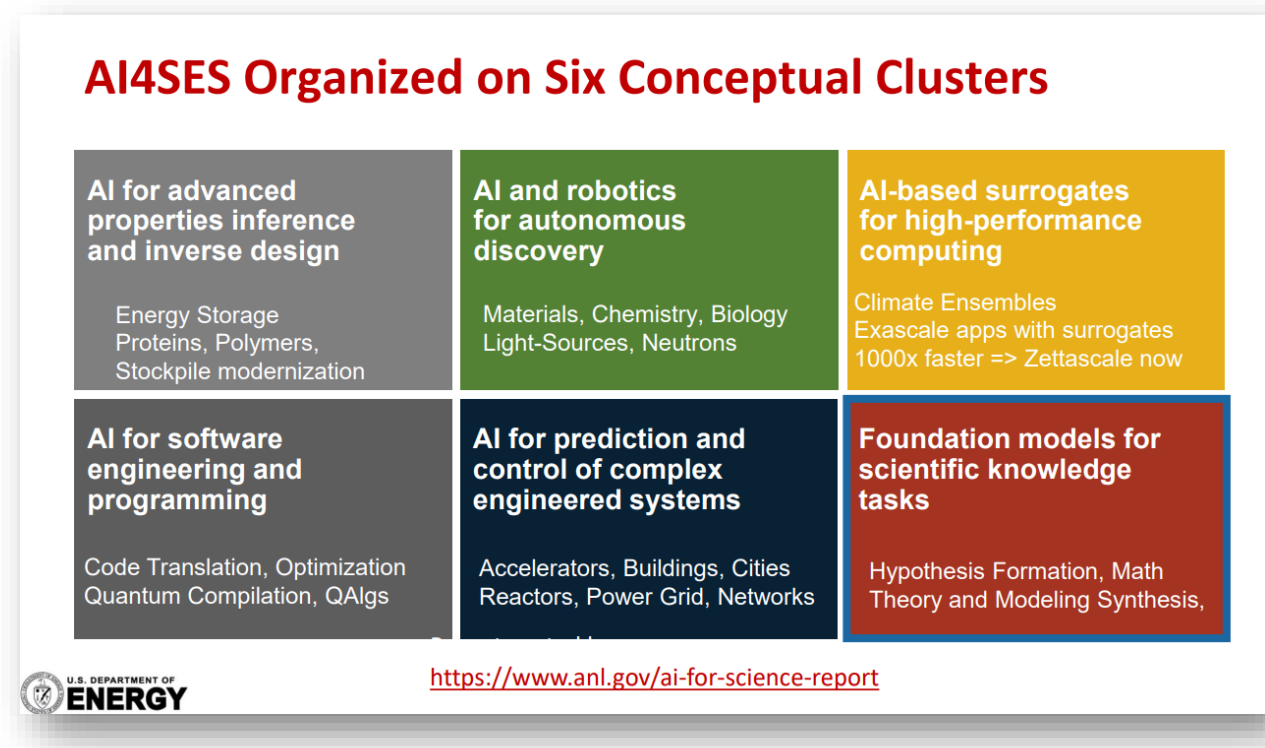 AI4SES Organized on Six Conceptual Clusters
AI for advanced
properties inference
and inverse design
Energy Storage
Proteins, Polymers,
Stockpile modernization
AI and robotics
for autonomous
discovery
Materials, Chemistry, Biology
Light-Sources, Neutrons
AI-based surrogates
for high-performance
computing
Climate Ensembles
Exascale apps with surrogates
1000x faster => Zettascale now
AI for software
engineering and
programming
Code Translation, Optimization
Quantum Compilation, QAlgs
AI for prediction and
control of complex
engineered systems
Accelerators, Buildings, Cities
Reactors, Power Grid, Networks
Foundation models for
scientific knowledge
tasks
Hypothesis Formation, Math
Theory and Modeling Synthesis,
U.S. DEPARTMENT OF
ENERGY
https://www.anl.gov/ai-for-science-report